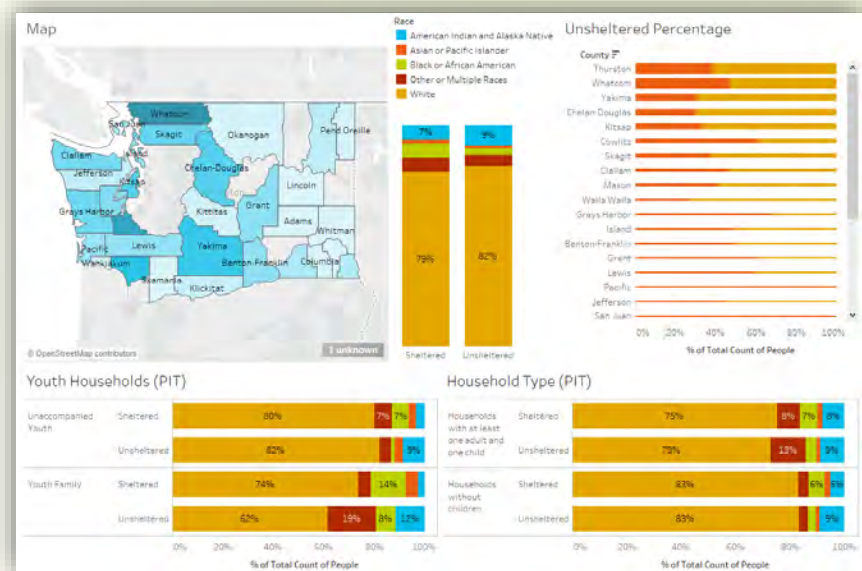 Map
Race
American Indian and Alaska Native
Asian or Pacific Islander
Black or African American
Other or Multiple Races
White
Whatcom
San Juan
Skagit
Okanogan
Pend Oreille
Island
Clallam
Chelan-Douglas
Jefferson
Kitsap
Lincoln
Grant
Grays Harbor
Kittitas
Adams
Whitman
Pacific
Lewis
Yakima
Benton-Franklin
Columbia
Wahkiakum
Skamania
Klickitat
© OpenStreetMap contributors
1 unknown
7%
9%
79%
82%
Sheltered
Unsheltered
Unsheltered Percentage
County
Thurston
Whatcom
Yakima
Chelan-Douglas
Kitsap
Cowlitz
Skagit
Clallam
Mason
Walla Walla
Grays Harbor
Island
Benton-Franklin
Grant
Lewis
Pacific
Jefferson
San Juan
0% 20% 40% 60% 80% 100%
% of Total Count of People
Youth Households (PIT)
Unaccompanied
Youth
Sheltered
80% 7% 7%
Unsheltered
82% 9%
Youth Family
Sheltered
74% 14%
Unsheltered
62% 19% 8% 12%
0% 20% 40% 60% 80% 100%
% of Total Count of People
Household Type (PIT)
Households
with at least
one adult and
one child
Sheltered
75% 8% 7% 8%
Unsheltered
13% 9%
Households
without
children
Sheltered
83% 6% 6%
Unsheltered
83% 9%
0% 20% 40% 60% 80% 100%
% of Total Count of People